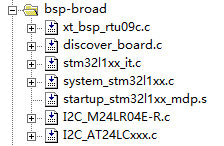 bsp-broad
xt_bsp_rtu09c.c
discover_board.c
stm32l1xx_it.c
system_stm32l1xx.c
startup_stm32l1xx_mdp.s
I2C_M24LR04E-R.c
I2C_AT24LCxxx.c